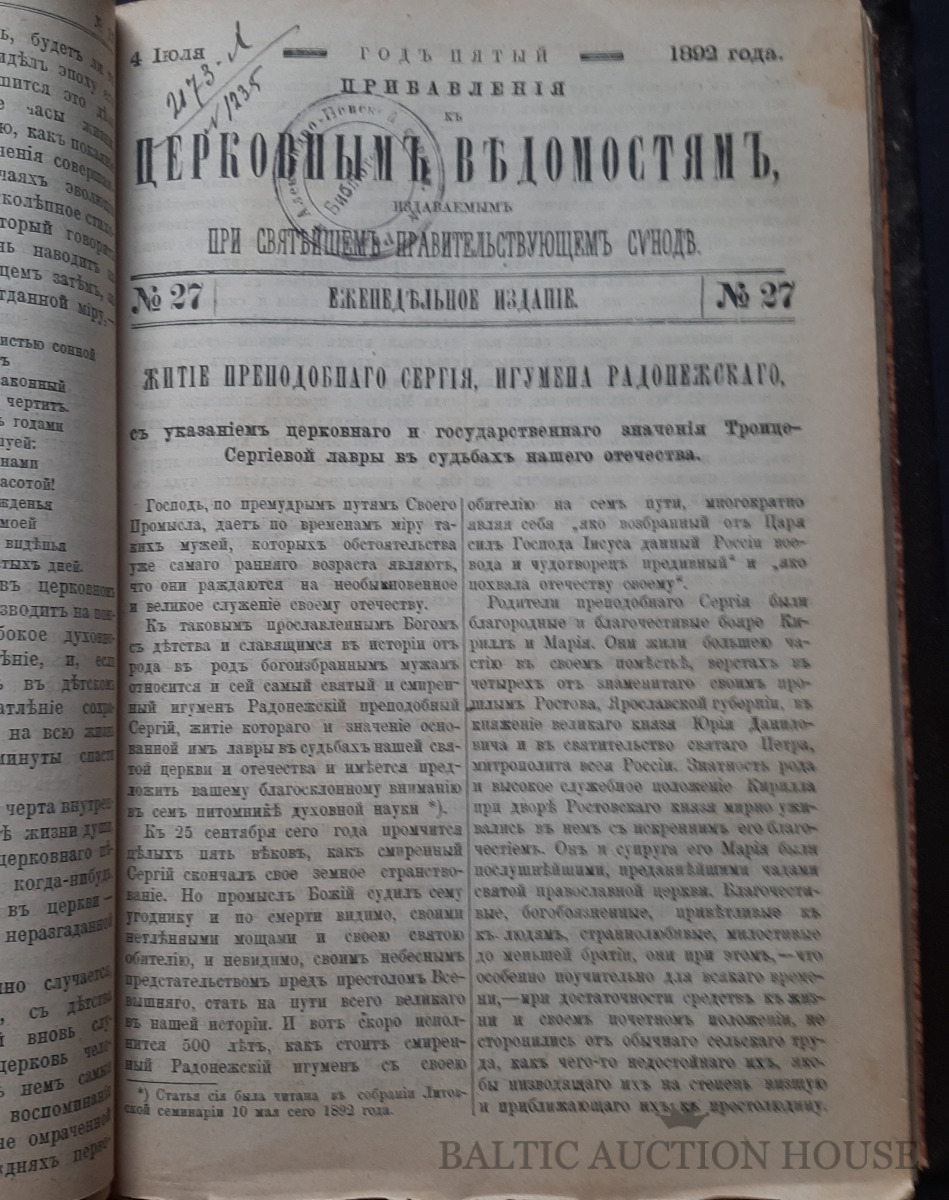 4 Іюля
ГОДЪ ПЯТЫЙ
1892 года.
2173-Л
1235
ПРИБАВЛЕНІЯ
КЪ
ЦЕРКОВНЫМЪ ВѢДОМОСТЯМЪ,
ИЗДАВАЕМЫМЪ
ПРИ СВЯТѢЙШЕМЪ ПРАВИТЕЛЬСТВУЮЩЕМЪ СѴНОДѢ.
№ 27
ЕЖЕНЕДѢЛЬНОЕ ИЗДАНІЕ.
№ 27
ЖИТІЕ ПРЕПОДОБНАГО СЕРГІЯ, ИГУМЕНА РАДОНЕЖСКАГО,
съ указаніемъ церковнаго и государственнаго значенія Троице-
Сергіевой лавры въ судьбахъ нашего отечества.
Господь, по премудрымъ путямъ Своего
Промысла, даетъ по временамъ міру та-
кихъ мужей, которыхъ обстоятельства
уже самаго ранняго возраста являютъ,
что они раждаются на необыкновенное
и великое служеніе своему отечеству.
Къ таковымъ прославленнымъ Богомъ
съ дѣтства и славящимся въ исторіи отъ
рода въ родъ богоизбраннымъ мужамъ
относится и сей самый святый и смирен-
ный игуменъ Радонежскій преподобный
Сергій, житіе котораго и значеніе осно-
ванной имъ лавры въ судьбахъ нашей свя-
той церкви и отечества и имѣется пред-
ложить вашему благосклонному вниманію
въ семъ питомникѣ духовной науки *).
Къ 25 сентября сего года промчится
цѣлыхъ пять вѣковъ, какъ смиренный
Сергій скончалъ свое земное странство-
ваніе. Но промыслъ Божій судилъ сему
угоднику и по смерти видимо, своими
нетлѣнными мощами и своею святою
обителію, и невидимо, своимъ небеснымъ
предстательствомъ предъ престоломъ Все-
вышняго, стать на пути всего великаго
въ нашей исторіи. И вотъ скоро испол-
нится 500 лѣтъ, какъ стоитъ смирен-
ный Радонежскій игуменъ съ своею
*) Статья сія была читана въ собраніи Литов-
ской семинаріи 10 мая сего 1892 года.
обителію на семъ пути, многократно
являя себя „яко возбранный отъ Царя
силъ Господа Іисуса данный Россіи вое-
вода и чудотворецъ предивный“ и „яко
похвала отечеству своему“.
Родители преподобнаго Сергія были
благородные и благочестивые бояре Ки-
риллъ и Марія. Они жили большею ча-
стію въ своемъ помѣстьѣ, верстахъ въ
четырехъ отъ знаменитаго своимъ про-
шлымъ Ростова, Ярославской губерніи, въ
княженіе великаго князя Юрія Данило-
вича и въ святительство святаго Петра,
митрополита всея Россіи. Знатность рода
и высокое служебное положеніе Кирилла
при дворѣ Ростовскаго князя мирно ужи-
вались въ немъ съ искреннимъ его благо-
честіемъ. Онъ и супруга его Марія были
послушнѣйшими, преданнѣйшими чадами
святой православной церкви. Благочести-
вые, богобоязненные, привѣтливые къ
къ людямъ, страннолюбивые, милостивые
до меньшей братіи, они при этомъ,—что
особенно поучительно для всякаго време-
ни,—при достаточности средствъ къ жиз-
ни и своемъ почетномъ положеніи, не
сторонились отъ обычнаго сельскаго тру-
да, какъ чего-то недостойнаго ихъ, яко-
бы низводящаго ихъ на степень низшую
и приближающаго ихъ къ простолюдину.
BALTIC AUCTION HOUSE